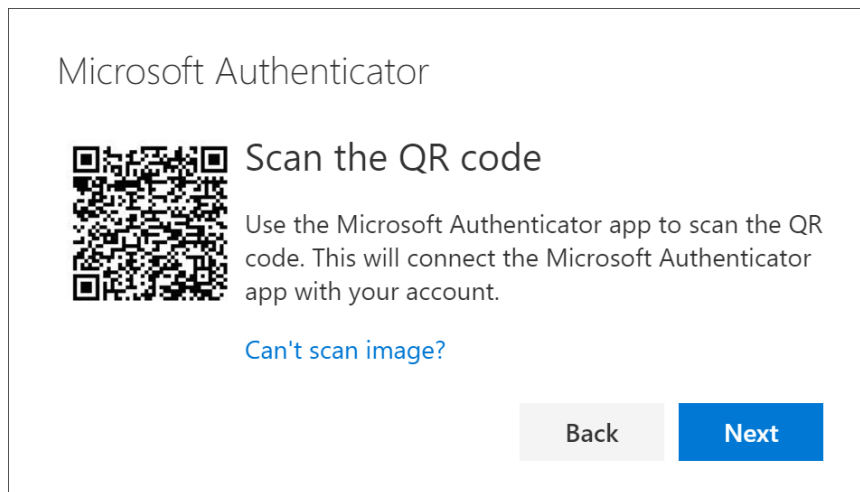 Microsoft Authenticator
Scan the QR code
Use the Microsoft Authenticator app to scan the QR
code. This will connect the Microsoft Authenticator
app with your account.
Can't scan image?
Back
Next